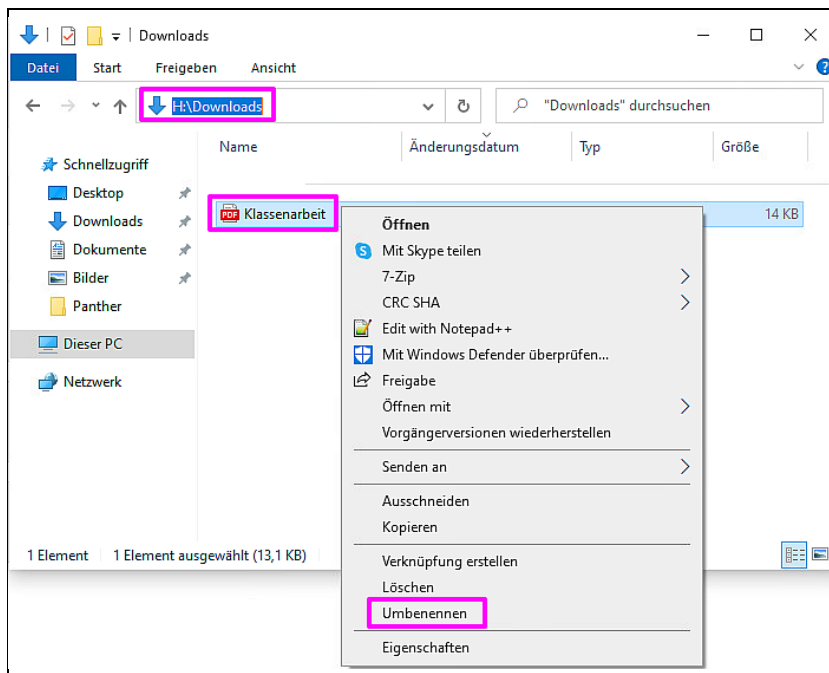 Downloads
Datei Start Freigeben Ansicht
H:\Downloads "Downloads" durchsuchen
Name Änderungsdatum Typ Größe
Schnellzugriff
Desktop
Downloads
Dokumente
Bilder
Panther
Dieser PC
Netzwerk
PDF Klassenarbeit 14 KB
Öffnen
Mit Skype teilen
7-Zip
CRC SHA
Edit with Notepad++
Mit Windows Defender überprüfen...
Freigabe
Öffnen mit
Vorgängerversionen wiederherstellen
Senden an
Ausschneiden
Kopieren
Verknüpfung erstellen
Löschen
Umbenennen
Eigenschaften
1 Element 1 Element ausgewählt (13,1 KB)